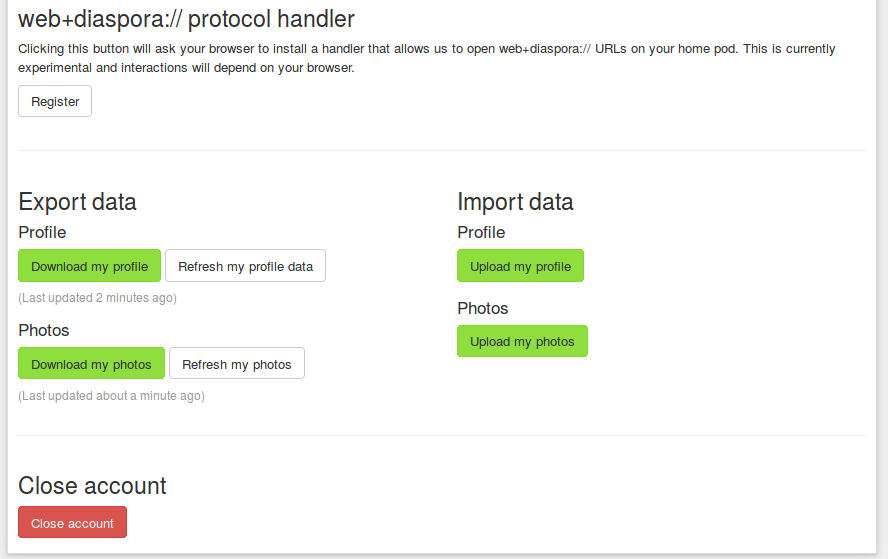 web+diaspora:// protocol handler
Clicking this button will ask your browser to install a handler that allows us to open web+diaspora:// URLs on your home pod. This is currently
experimental and interactions will depend on your browser.
Register
Export data
Profile
Download my profile
Refresh my profile data
(Last updated 2 minutes ago)
Photos
Download my photos
Refresh my photos
(Last updated about a minute ago)
Import data
Profile
Upload my profile
Photos
Upload my photos
Close account
Close account